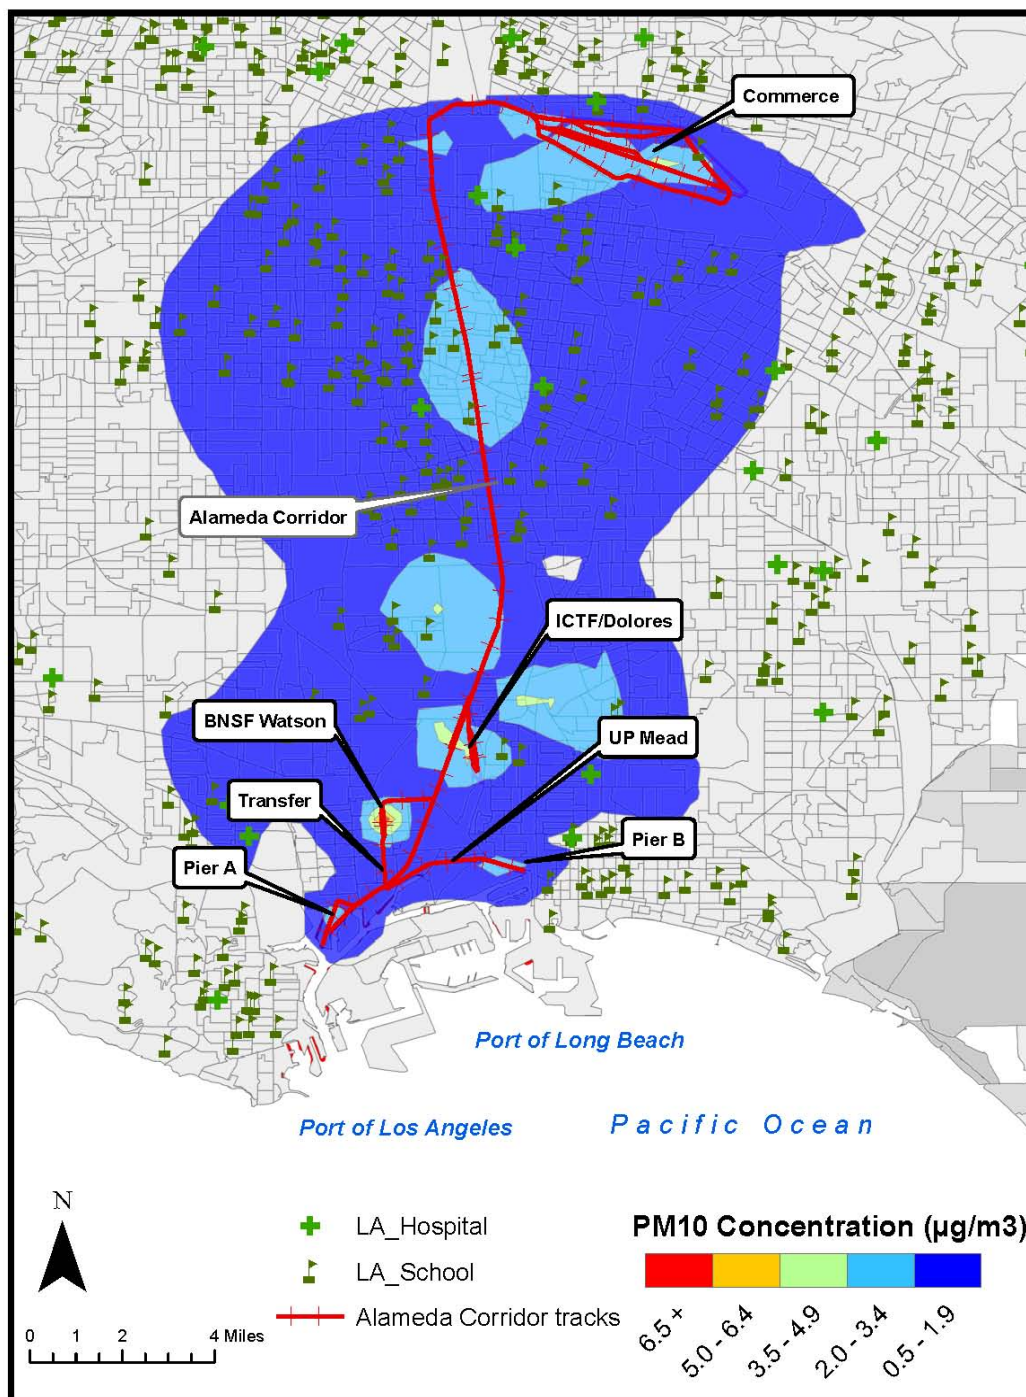 Commerce
Alameda Corridor
ICTF/Dolores
BNSF Watson
UP Mead
Transfer
Pier B
Pier A
Port of Long Beach
Port of Los Angeles
Pacific Ocean
N
LA_Hospital
LA_School
Alameda Corridor tracks
0 1 2 4 Miles
PM10 Concentration (µg/m3)
6.5 +
5.0 - 6.4
3.5 - 4.9
2.0 - 3.4
0.5 - 1.9